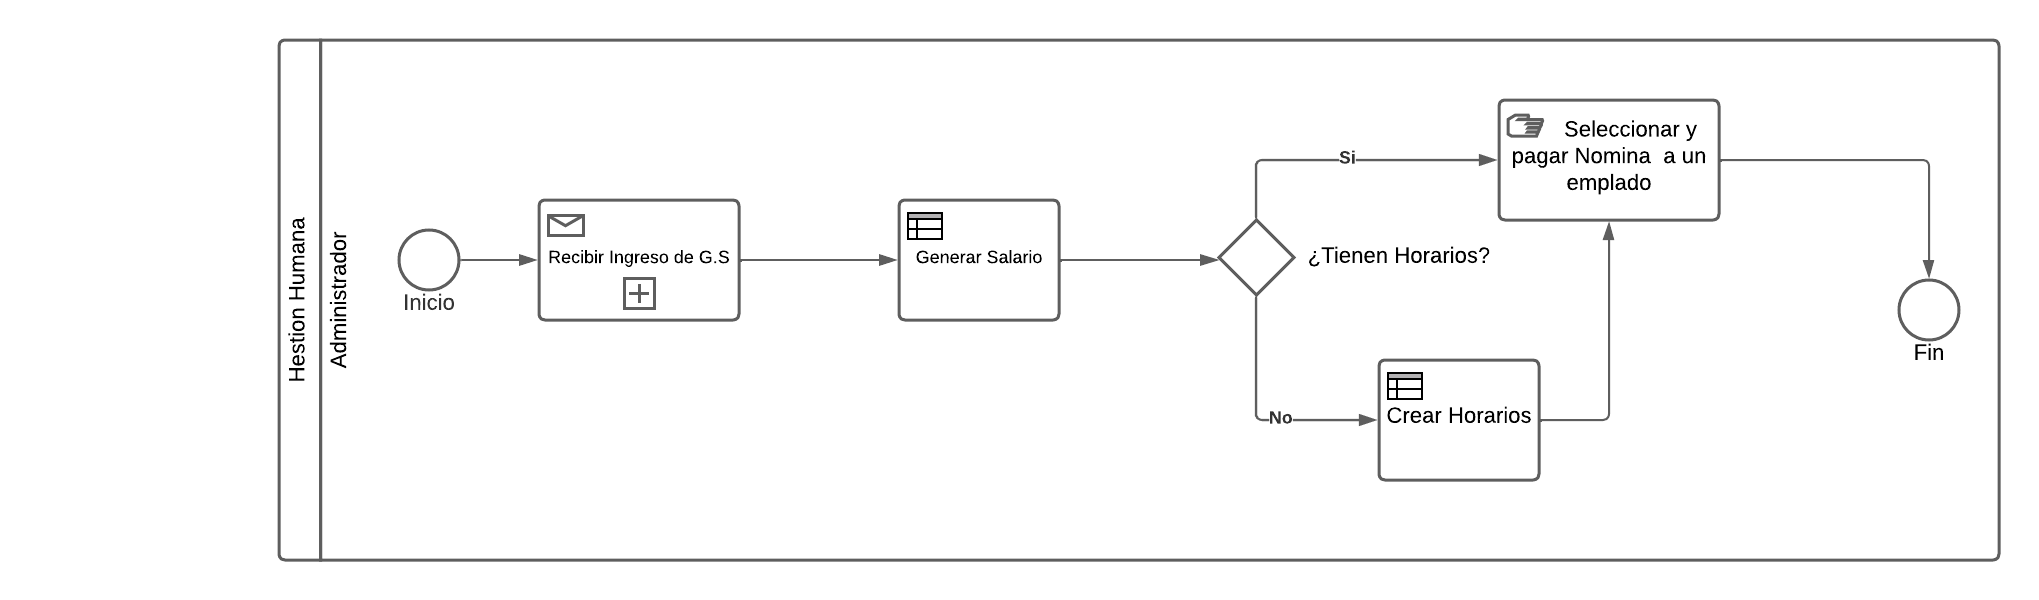 Hestion Humana
Administrador
Inicio
Recibir Ingreso de G.S
Generar Salario
¿Tienen Horarios?
Si
No
Seleccionar y
pagar Nomina  a un
emplado
Crear Horarios
Fin